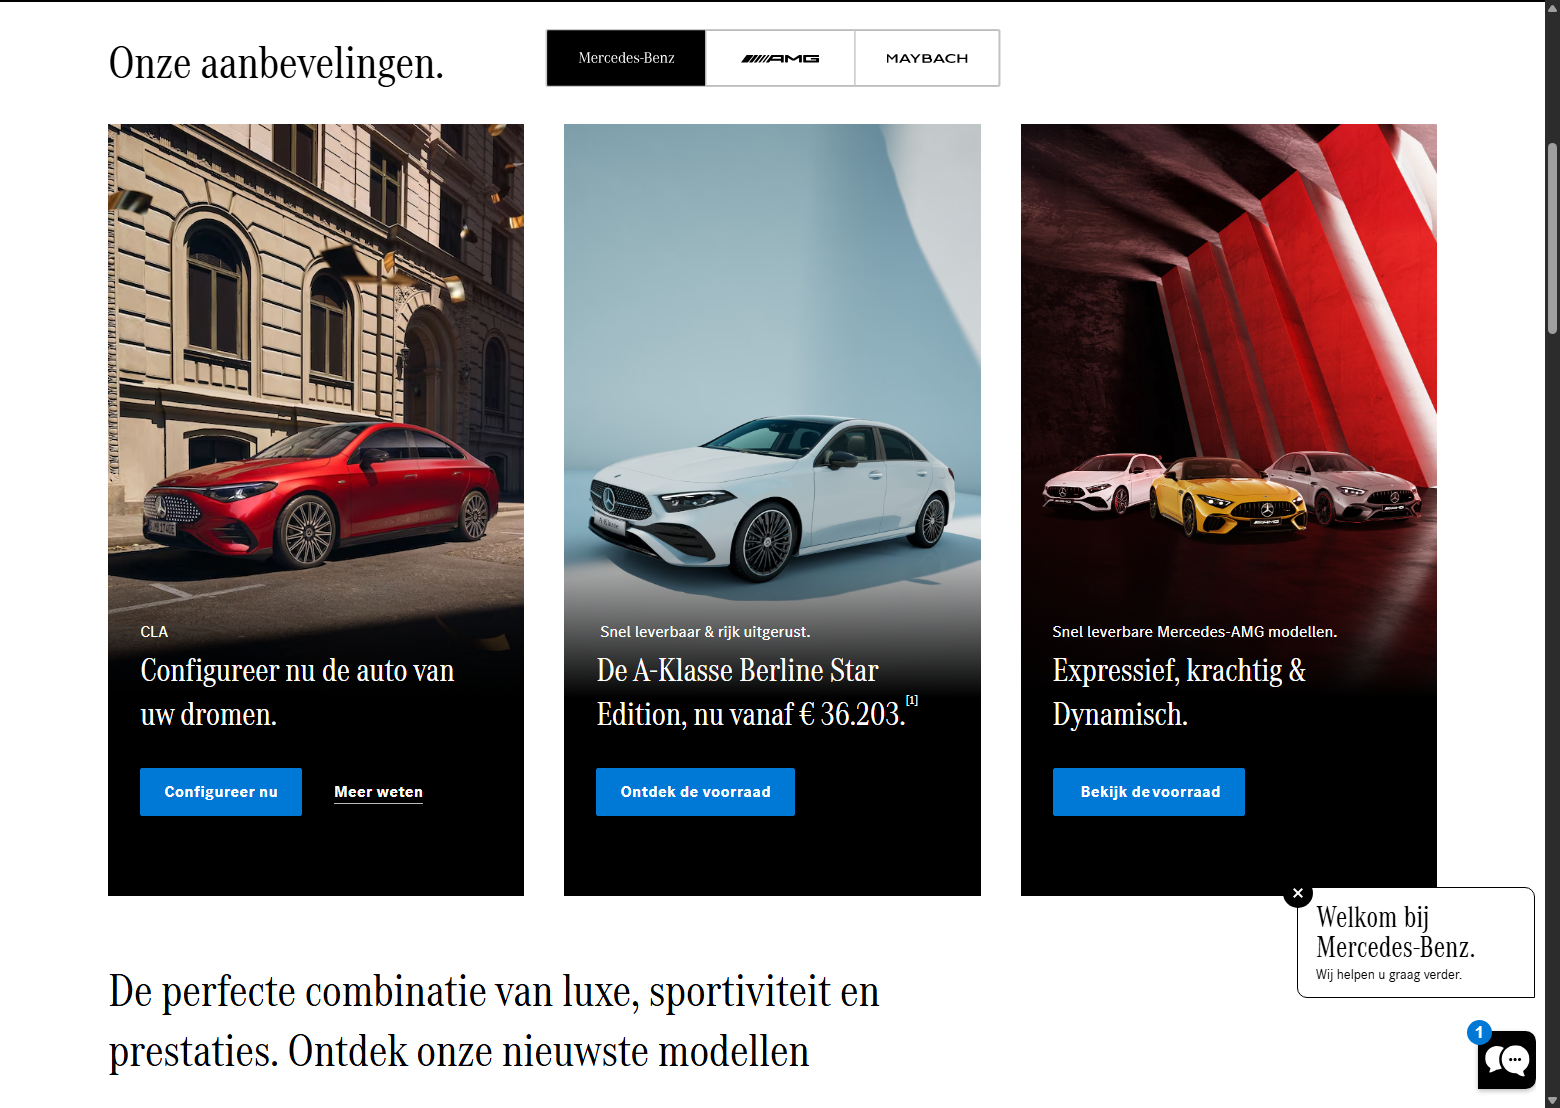 Onze aanbevelingen.
Mercedes-Benz
AMG
MAYBACH
CLA
Configureer nu de auto van
uw dromen.
Configureer nu
Meer weten
Snel leverbaar & rijk uitgerust.
De A-Klasse Berline Star
Edition, nu vanaf € 36.203.[1]
Ontdek de voorraad
Snel leverbare Mercedes-AMG modellen.
Expressief, krachtig &
Dynamisch.
Bekijk de voorraad
De perfecte combinatie van luxe, sportiviteit en
prestaties. Ontdek onze nieuwste modellen
Welkom bij
Mercedes-Benz.
Wij helpen u graag verder.
1